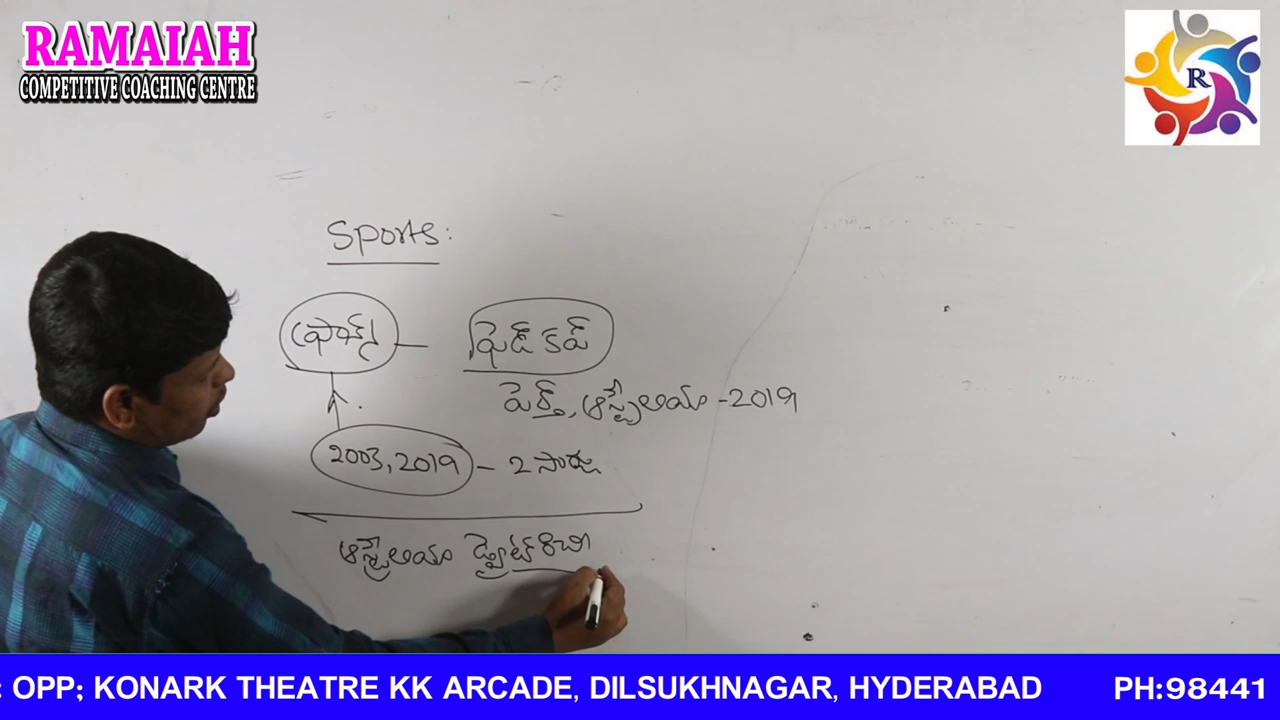 RAMAIAH
COMPETITIVE COACHING CENTRE
R
Sports:
ఫ్రాన్స్ – ఫెడ్ కప్
పెర్త్, ఆస్ట్రేలియా - 2019
2003, 2019 – 2 సార్లు
ఆస్ట్రేలియా డ్వైట్ రిచీ
: OPP; KONARK THEATRE KK ARCADE, DILSUKHNAGAR, HYDERABAD PH:98441